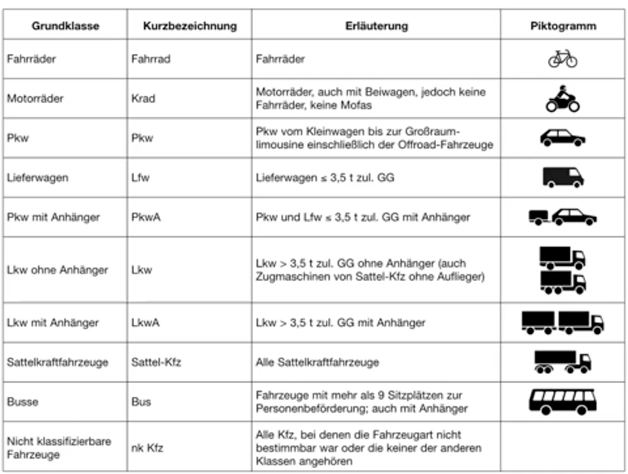 Grundklasse Kurzbezeichnung Erläuterung Piktogramm
Fahrräder Fahrrad Fahrräder
Motorräder Krad Motorräder, auch mit Beiwagen, jedoch keine
Fahrräder, keine Mofas
Pkw Pkw Pkw vom Kleinwagen bis zur Großraum-
limousine einschließlich der Offroad-Fahrzeuge
Lieferwagen Lfw Lieferwagen ≤ 3,5 t zul. GG
Pkw mit Anhänger PkwA Pkw und Lfw ≤ 3,5 t zul. GG mit Anhänger
Lkw ohne Anhänger Lkw Lkw > 3,5 t zul. GG ohne Anhänger (auch
Zugmaschinen von Sattel-Kfz ohne Auflieger)
Lkw mit Anhänger LkwA Lkw > 3,5 t zul. GG mit Anhänger
Sattelkraftfahrzeuge Sattel-Kfz Alle Sattelkraftfahrzeuge
Busse Bus Fahrzeuge mit mehr als 9 Sitzplätzen zur
Personenbeförderung; auch mit Anhänger
Nicht klassifizierbare
Fahrzeuge nk Kfz Alle Kfz, bei denen die Fahrzeugart nicht
bestimmbar war oder die keiner der anderen
Klassen angehören